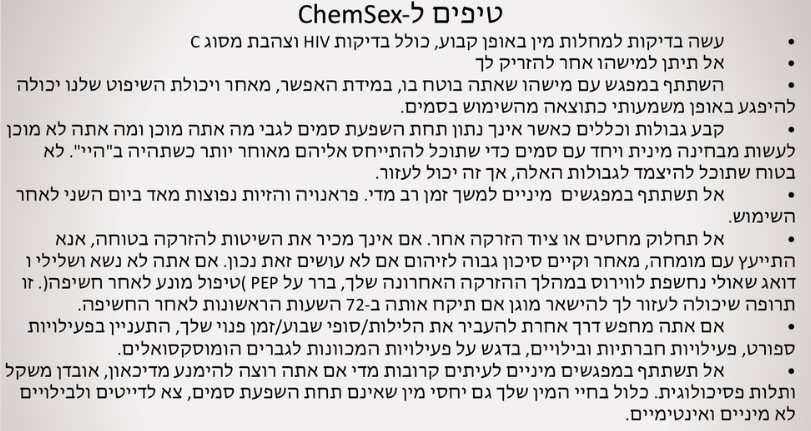 טיפים ל-ChemSex
• עשה בדיקות למחלות מין באופן קבוע, כולל בדיקות HIV וצהבת מסוג C
• אל תיתן למישהו אחר להזריק לך
• השתתף במפגש עם מישהו שאתה בוטח בו, במידת האפשר, מאחר ויכולת השיפוט שלנו יכולה
להיפגע באופן משמעותי כתוצאה מהשימוש בסמים.
• קבע גבולות וכללים כאשר אינך נתון תחת השפעת סמים לגבי מה אתה מוכן ומה אתה לא מוכן
לעשות מבחינה מינית ויחד עם סמים כדי שתוכל להתייחס אליהם מאוחר יותר כשתהיה ב"היי". לא
בטוח שתוכל להיצמד לגבולות האלה, אך זה יכול לעזור.
• אל תשתתף במפגשים מיניים למשך זמן רב מדי. פראנויה והזיות נפוצות מאד ביום השני לאחר
השימוש.
• אל תחלוק מחטים או ציוד הזרקה אחר. אם אינך מכיר את השיטות להזרקה בטוחה, אנא
התייעץ עם מומחה, מאחר וקיים סיכון גבוה לזיהום אם לא עושים זאת נכון. אם אתה לא נשא ושלילי ו
דואג שאולי נחשפת לווירוס במהלך ההזרקה האחרונה שלך, ברר על PEP )טיפול מונע לאחר חשיפה(. זו
תרופה שיכולה לעזור לך להישאר מוגן אם תיקח אותה ב-72 השעות הראשונות לאחר החשיפה.
• אם אתה מחפש דרך אחרת להעביר את הלילות/סופי שבוע/זמן פנוי שלך, התעניין בפעילויות
ספורט, פעילויות חברתיות ובילויים, בדגש על פעילויות המכוונות לגברים הומוסקסואלים.
• אל תשתתף במפגשים מיניים לעיתים קרובות מדי אם אתה רוצה להימנע מדיכאון, אובדן משקל
ותלות פסיכולוגית. כלול בחיי המין שלך גם יחסי מין שאינם תחת השפעת סמים, צא לדייטים ולבילויים
לא מיניים ואינטימיים.